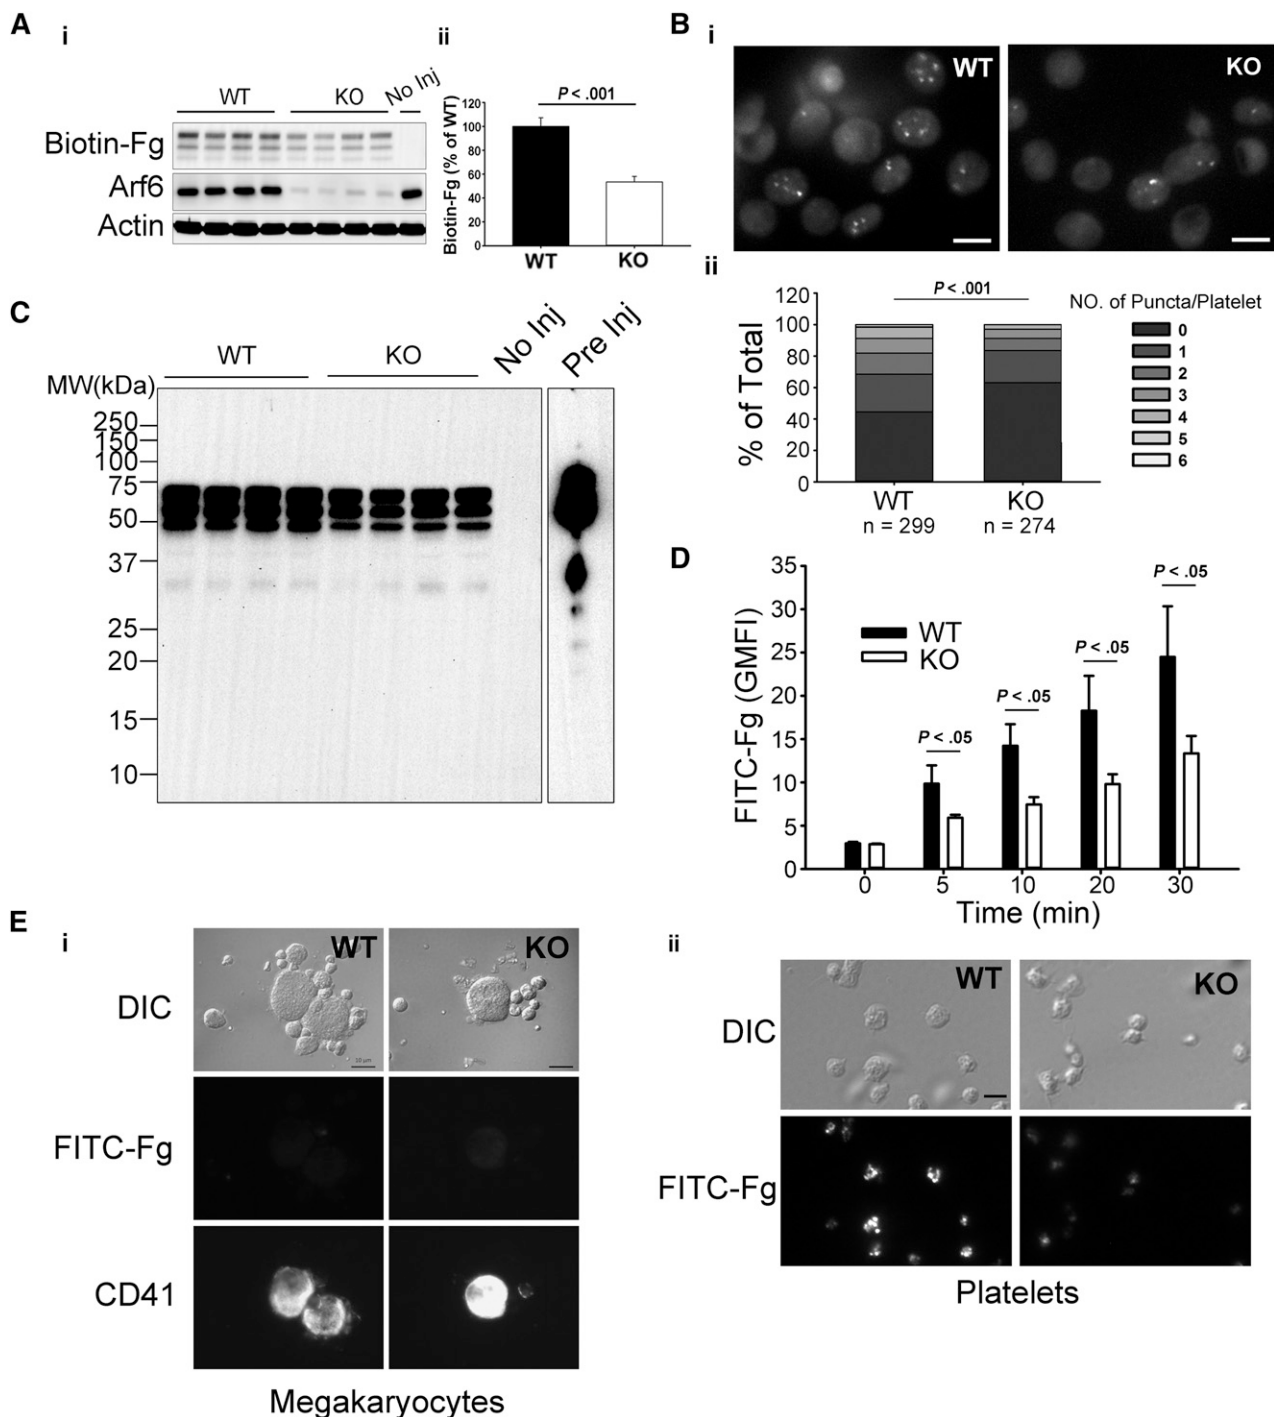 A
i
WT KO No Inj
Biotin-Fg
Arf6
Actin
ii
P < .001
Biotin-Fg (% of WT)
120
100
80
60
40
20
0
WT KO
B
i
WT
KO
ii
P < .001
% of Total
120
100
80
60
40
20
0
WT KO
n = 299 n = 274
NO. of Puncta/Platelet
0
1
2
3
4
5
6
C
WT KO No Inj Pre Inj
MW(kDa)
250
150
100
75
50
37
25
20
15
10
D
FITC-Fg (GMFI)
35
30
25
20
15
10
5
0
WT
KO
P < .05
P < .05
P < .05
P < .05
0 5 10 20 30
Time (min)
E
i
WT KO
DIC
10 µm
FITC-Fg
CD41
Megakaryocytes
ii
WT KO
DIC
FITC-Fg
Platelets